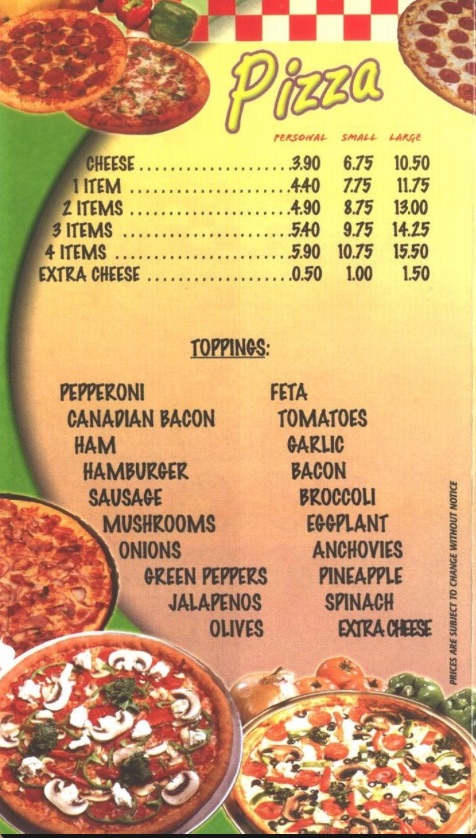 Pizza
PERSONAL SMALL LARGE
CHEESE ....................3.90 6.75 10.50
1 ITEM ....................4.40 7.75 11.75
2 ITEMS ....................4.90 8.75 13.00
3 ITEMS ....................5.40 9.75 14.25
4 ITEMS ....................5.90 10.75 15.50
EXTRA CHEESE ....................0.50 1.00 1.50
TOPPINGS:
PEPPERONI
CANADIAN BACON
HAM
HAMBURGER
SAUSAGE
MUSHROOMS
ONIONS
GREEN PEPPERS
JALAPENOS
OLIVES
FETA
TOMATOES
GARLIC
BACON
BROCCOLI
EGGPLANT
ANCHOVIES
PINEAPPLE
SPINACH
EXTRA CHEESE
PRICES ARE SUBJECT TO CHANGE WITHOUT NOTICE